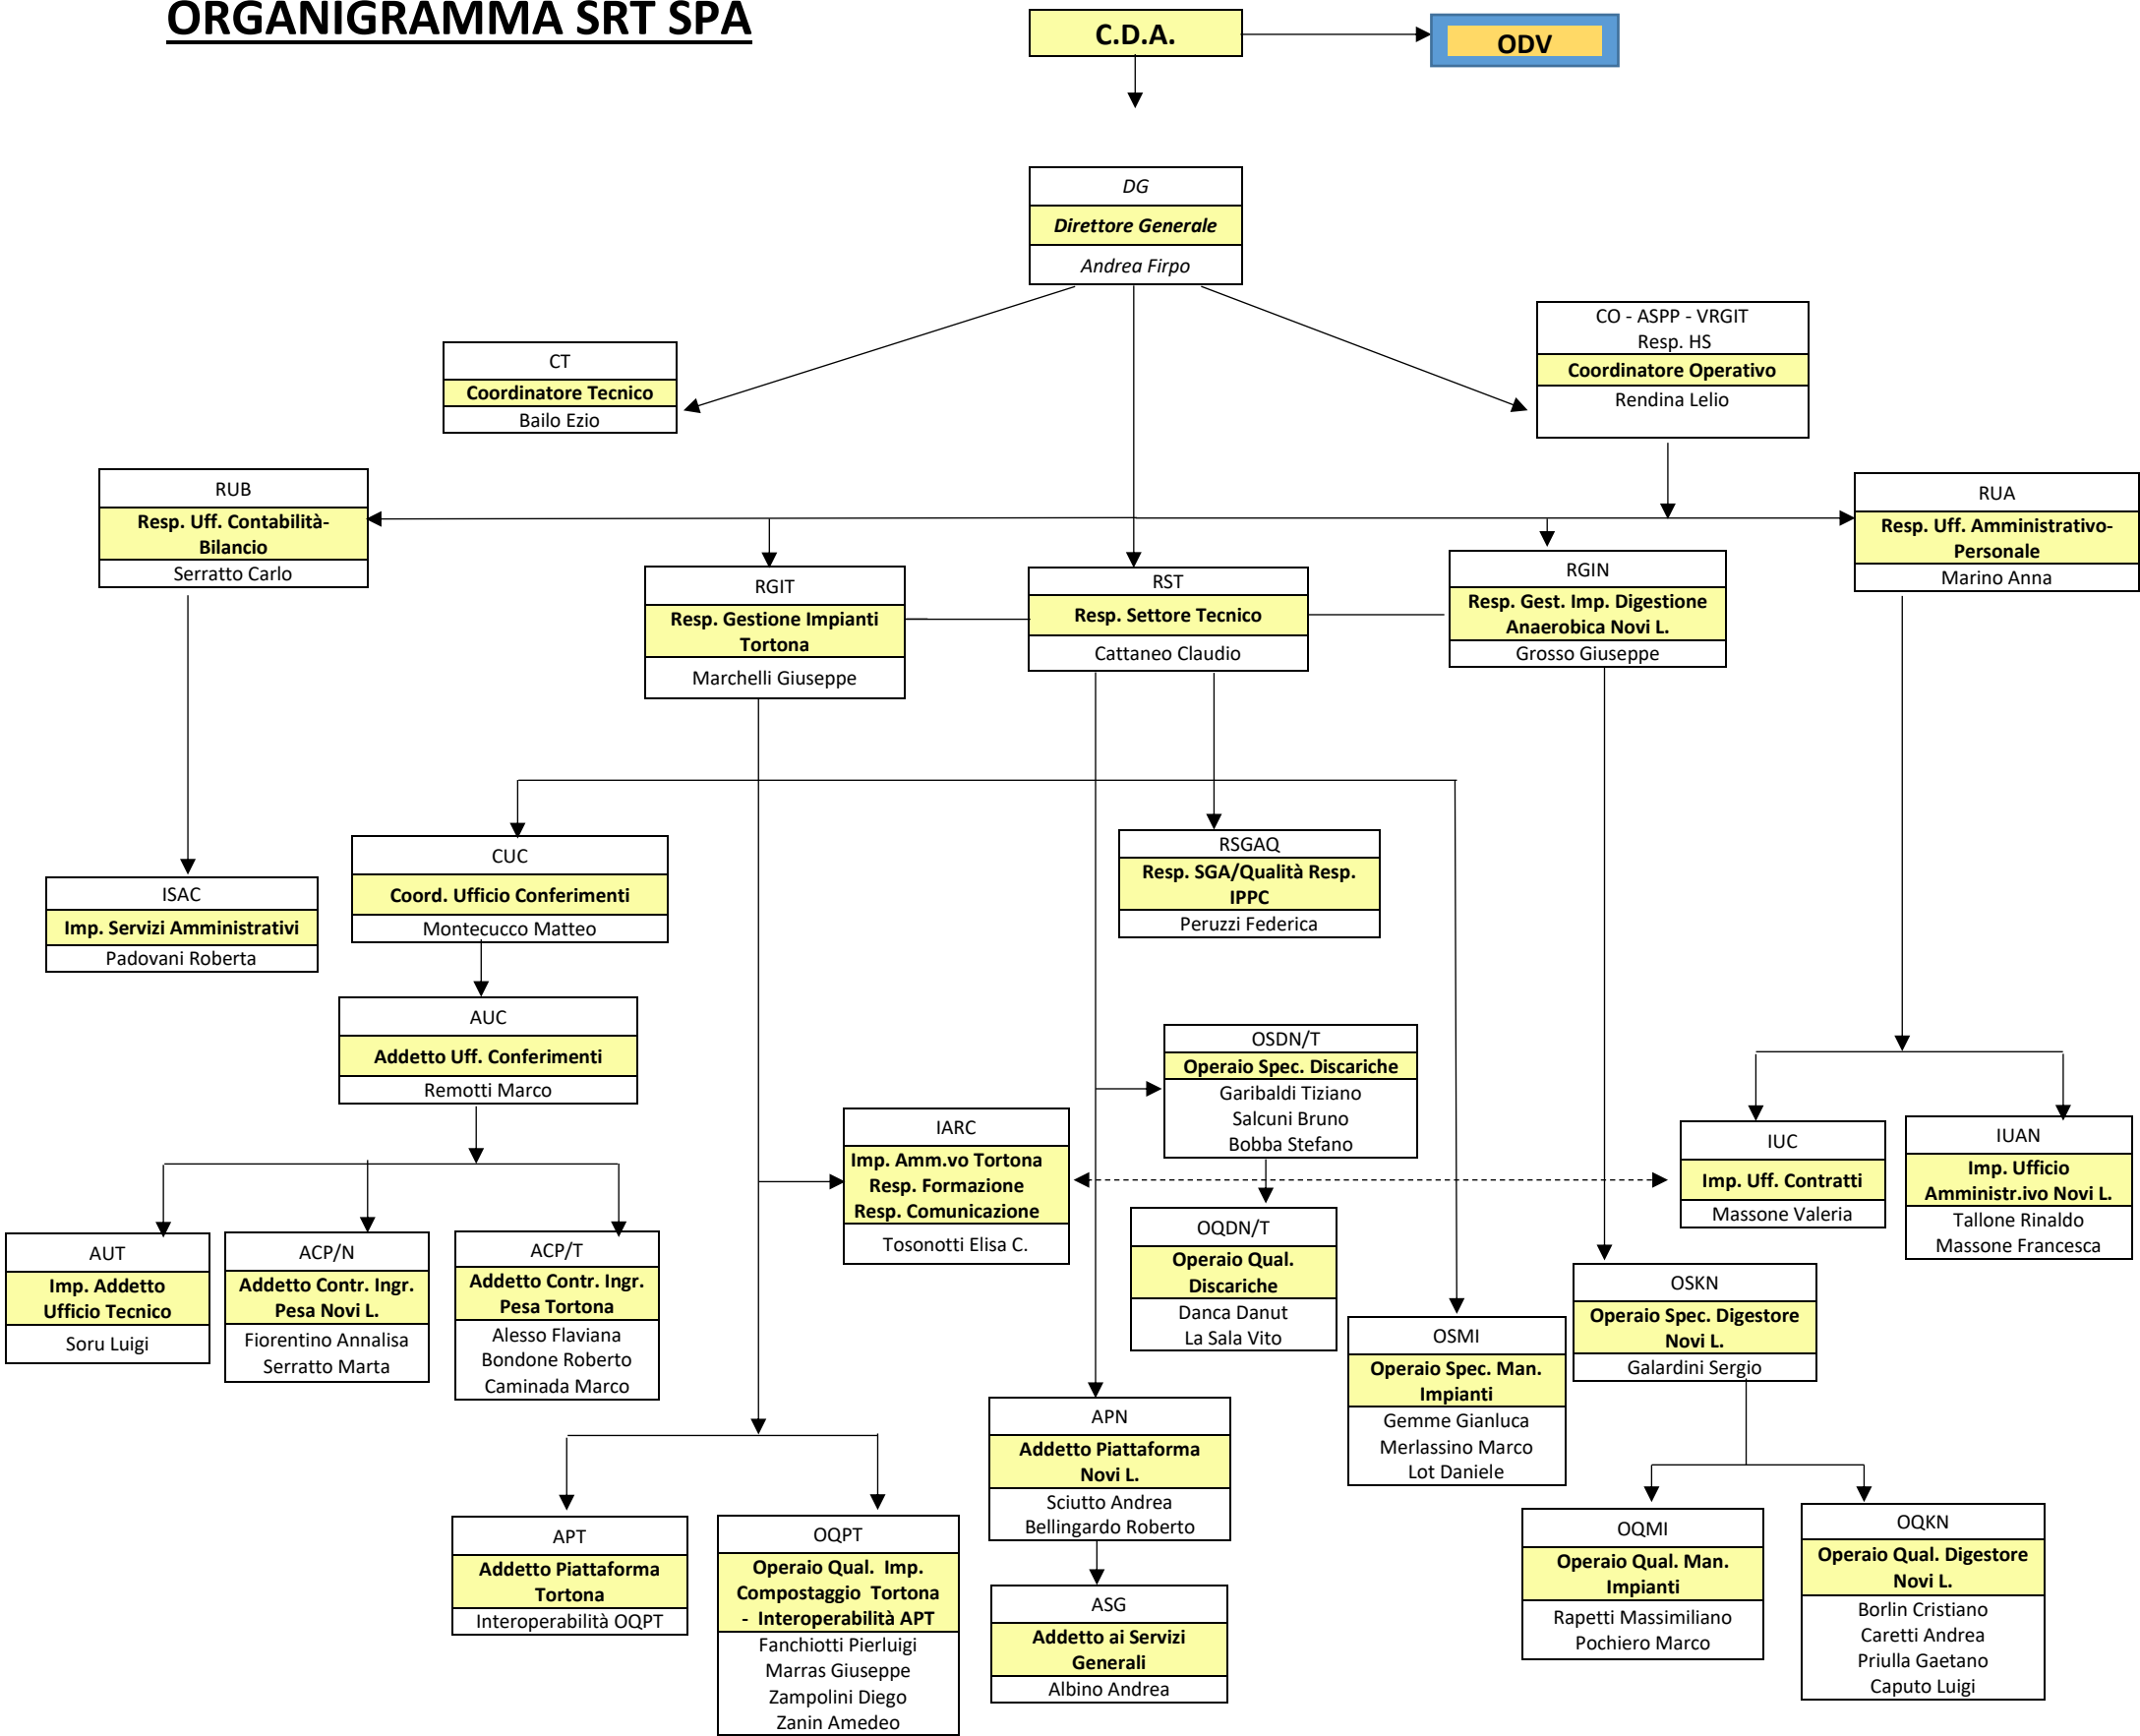 ORGANIGRAMMA SRT SPA
C.D.A.
ODV
DG
Direttore Generale
Andrea Firpo
CT
Coordinatore Tecnico
Bailo Ezio
CO - ASPP - VRGIT
Resp. HS
Coordinatore Operativo
Rendina Lelio
RUB
Resp. Uff. Contabilità-
Bilancio
Serratto Carlo
RGIT
Resp. Gestione Impianti
Tortona
Marchelli Giuseppe
RST
Resp. Settore Tecnico
Cattaneo Claudio
RGIN
Resp. Gest. Imp. Digestione
Anaerobica Novi L.
Grosso Giuseppe
RUA
Resp. Uff. Amministrativo-
Personale
Marino Anna
ISAC
Imp. Servizi Amministrativi
Padovani Roberta
CUC
Coord. Ufficio Conferimenti
Montecucco Matteo
RSGAQ
Resp. SGA/Qualità Resp.
IPPC
Peruzzi Federica
AUC
Addetto Uff. Conferimenti
Remotti Marco
OSDN/T
Operaio Spec. Discariche
Garibaldi Tiziano
Salcuni Bruno
Bobba Stefano
IARC
Imp. Amm.vo Tortona
Resp. Formazione
Resp. Comunicazione
Tosonotti Elisa C.
IUC
Imp. Uff. Contratti
Massone Valeria
IUAN
Imp. Ufficio
Amministr.ivo Novi L.
Tallone Rinaldo
Massone Francesca
AUT
Imp. Addetto
Ufficio Tecnico
Soru Luigi
ACP/N
Addetto Contr. Ingr.
Pesa Novi L.
Fiorentino Annalisa
Serratto Marta
ACP/T
Addetto Contr. Ingr.
Pesa Tortona
Alesso Flaviana
Bondone Roberto
Caminada Marco
OQDN/T
Operaio Qual.
Discariche
Danca Danut
La Sala Vito
OSMI
Operaio Spec. Man.
Impianti
Gemme Gianluca
Merlassino Marco
Lot Daniele
OSKN
Operaio Spec. Digestore
Novi L.
Galardini Sergio
APN
Addetto Piattaforma
Novi L.
Sciutto Andrea
Bellingardo Roberto
APT
Addetto Piattaforma
Tortona
Interoperabilità OQPT
OQPT
Operaio Qual. Imp.
Compostaggio Tortona
- Interoperabilità APT
Fanchiotti Pierluigi
Marras Giuseppe
Zampolini Diego
Zanin Amedeo
ASG
Addetto ai Servizi
Generali
Albino Andrea
OQMI
Operaio Qual. Man.
Impianti
Rapetti Massimiliano
Pochiero Marco
OQKN
Operaio Qual. Digestore
Novi L.
Borlin Cristiano
Caretti Andrea
Priulla Gaetano
Caputo Luigi